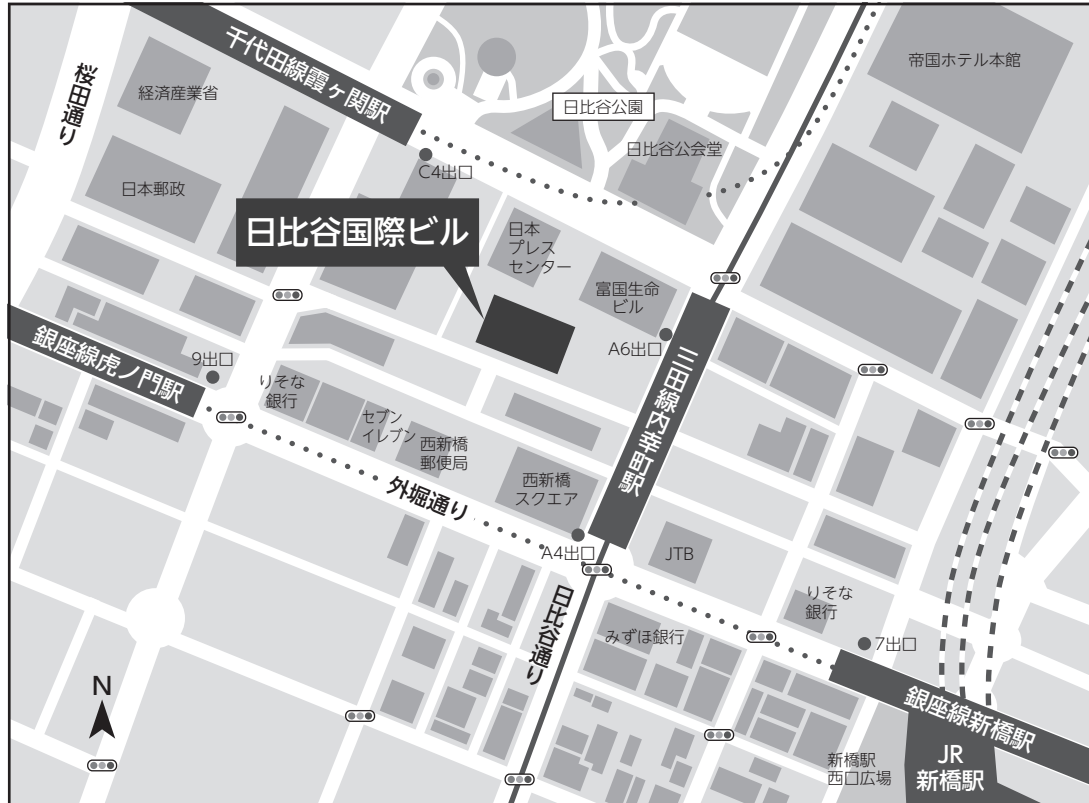 千代田線霞ヶ関駅
帝国ホテル本館
桜田通り
経済産業省
日比谷公園
日比谷公会堂
C4出口
日本郵政
日比谷国際ビル
日本
プレス
センター
富国生命
ビル
A6出口
三田線内幸町駅
銀座線虎ノ門駅
9出口
りそな
銀行
セブン
イレブン
西新橋
郵便局
西新橋
スクエア
外堀通り
A4出口
JTB
日比谷通り
みずほ銀行
りそな
銀行
7出口
銀座線新橋駅
JR
新橋駅
新橋駅
西口広場
N